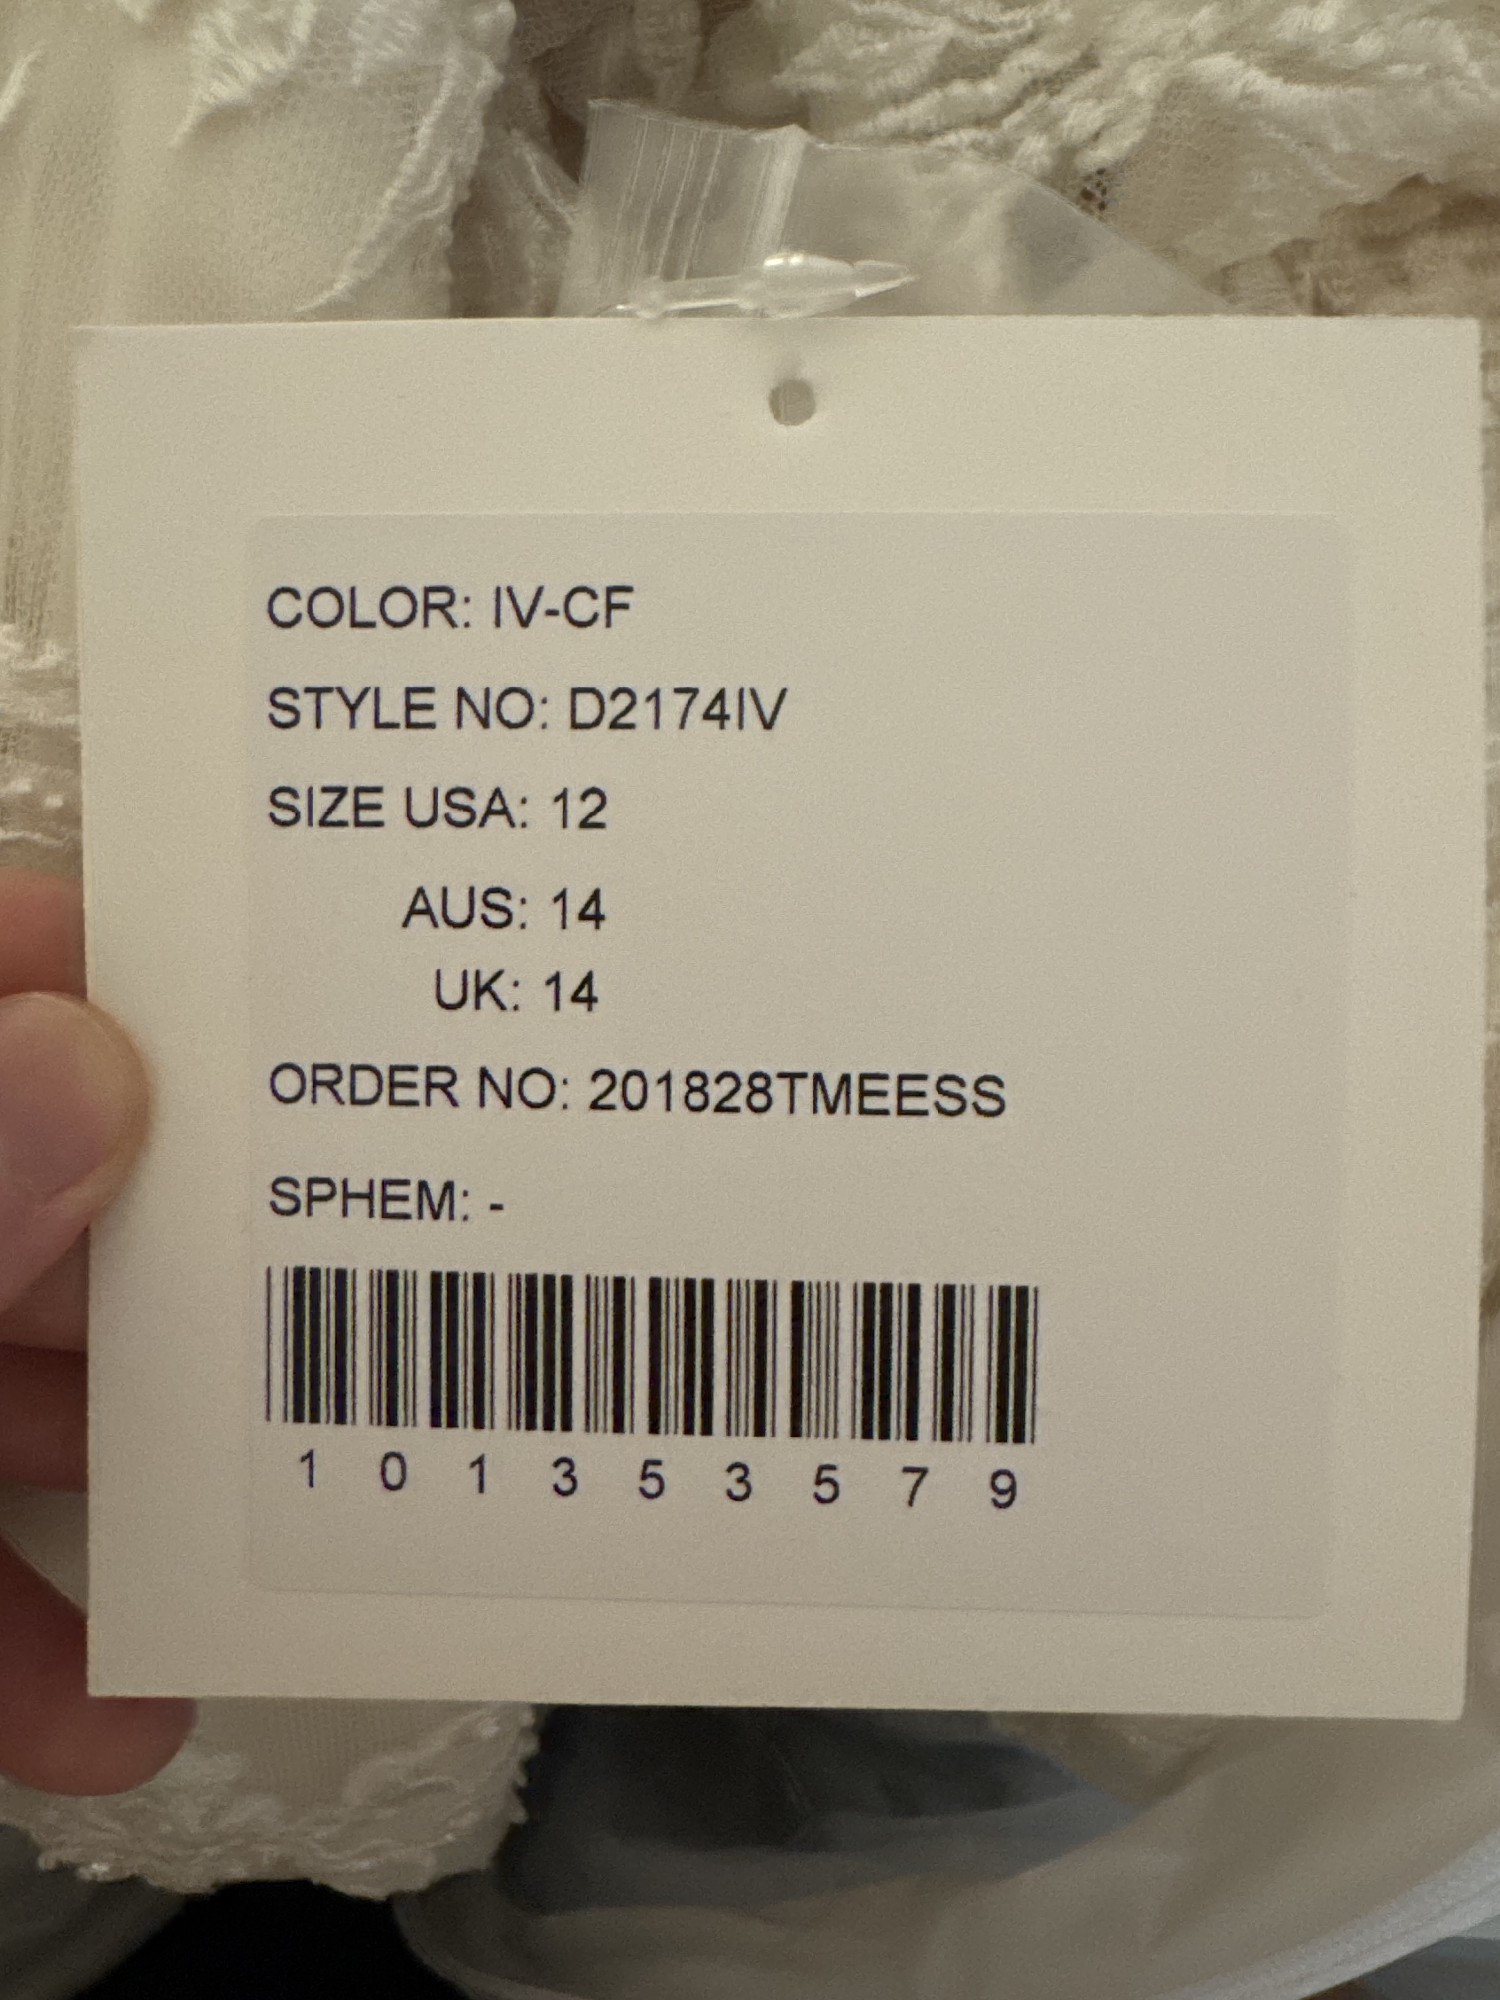 COLOR: IV-CF
STYLE NO: D2174IV
SIZE USA: 12
AUS: 14
UK: 14
ORDER NO: 201828TMEESS
SPHEM: -
1 0 1 3 5 3 5 7 9